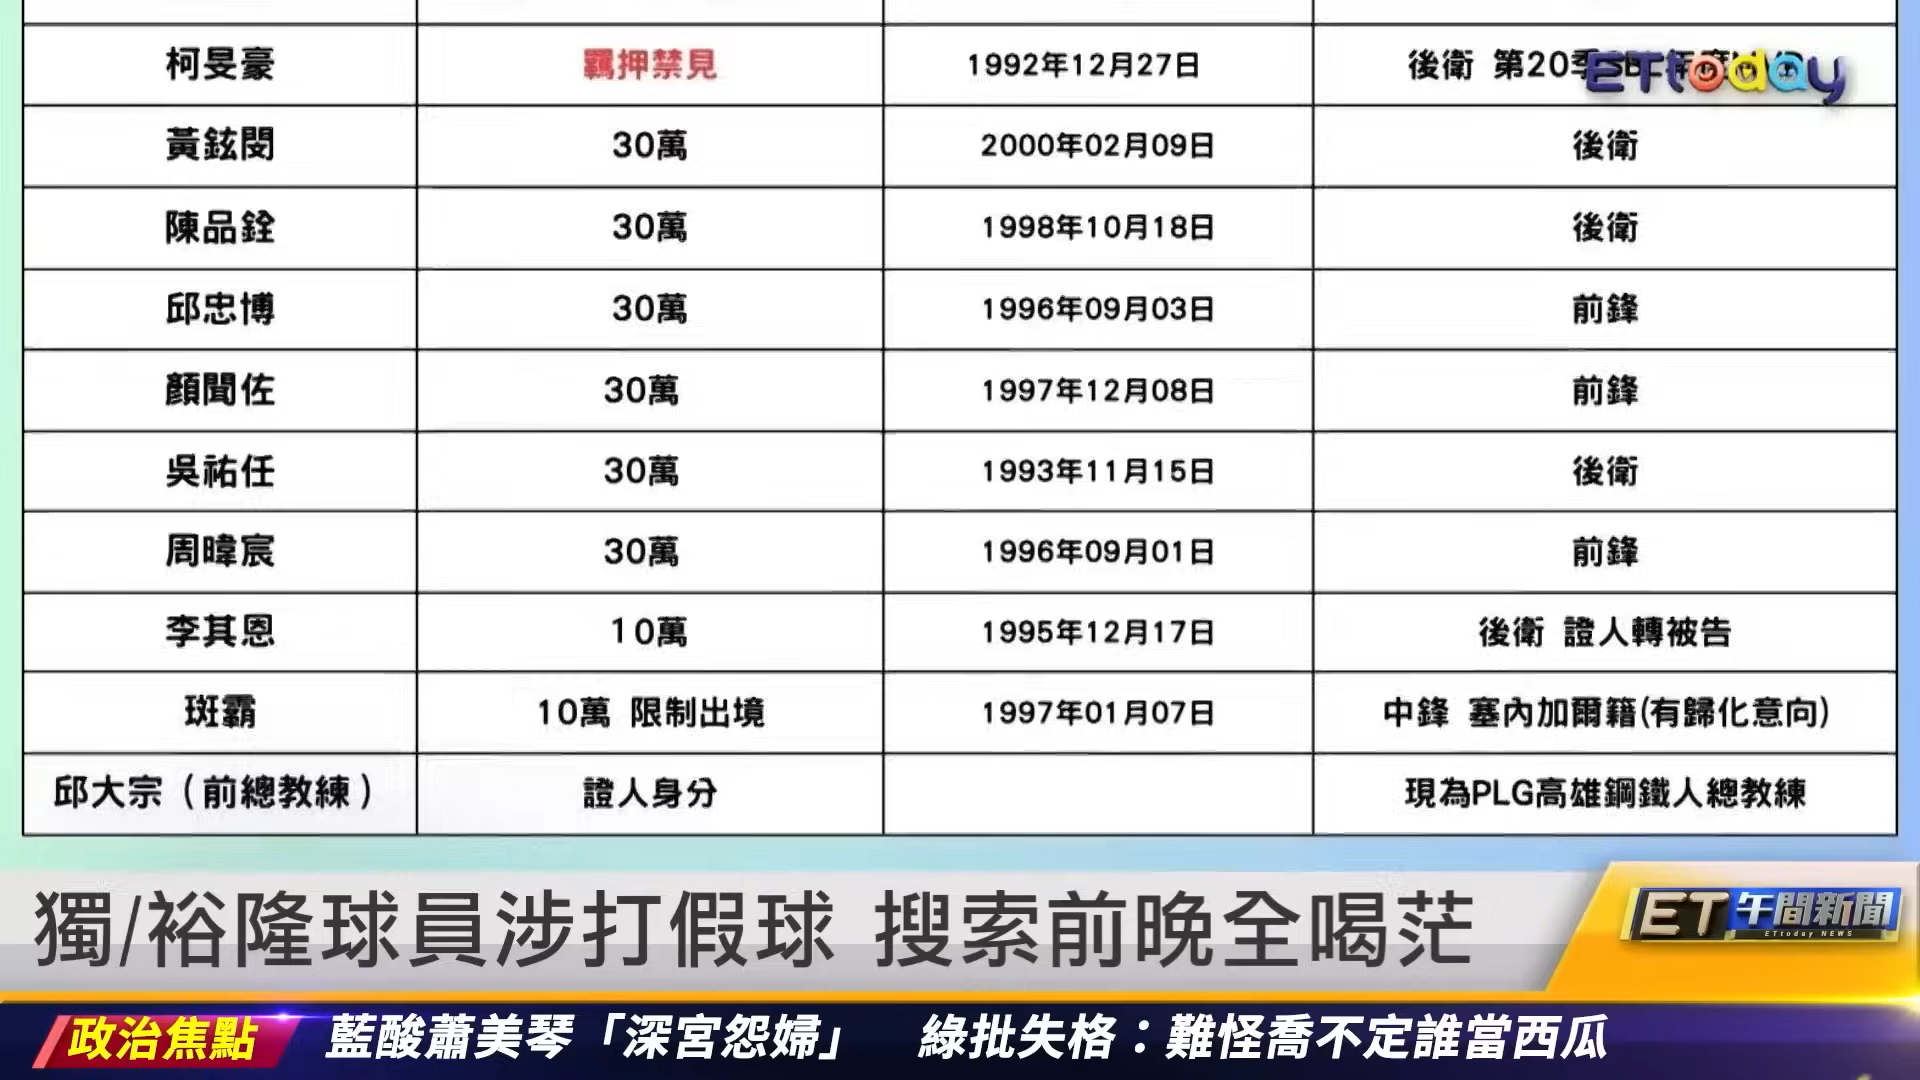 柯旻豪 羈押禁見 1992年12月27日 後衛 第20季
ETtoday
黃鉉閔 30萬 2000年02月09日 後衛
陳品銓 30萬 1998年10月18日 後衛
邱忠博 30萬 1996年09月03日 前鋒
顏聞佐 30萬 1997年12月08日 前鋒
吳祐任 30萬 1993年11月15日 後衛
周暐宸 30萬 1996年09月01日 前鋒
李其恩 10萬 1995年12月17日 後衛 證人轉被告
斑霸 10萬 限制出境 1997年01月07日 中鋒 塞內加爾籍(有歸化意向)
邱大宗（前總教練） 證人身分 現為PLG高雄鋼鐵人總教練
獨/裕隆球員涉打假球 搜索前晚全喝茫
ET午間新聞
ETtoday NEWS
政治焦點 藍酸蕭美琴「深宮怨婦」 綠批失格：難怪喬不定誰當西瓜